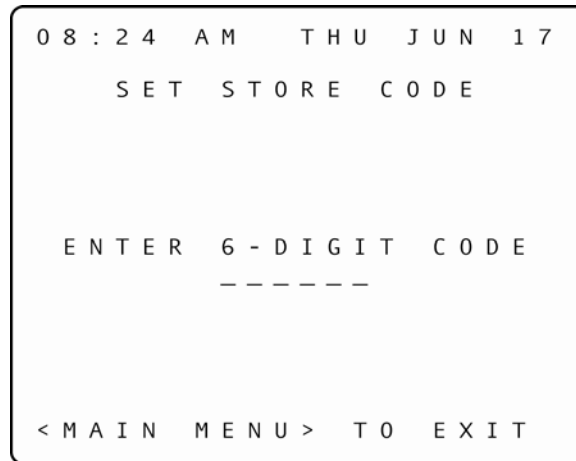 08:24 AM THU JUN 17
SET STORE CODE
ENTER 6-DIGIT CODE
______
<MAIN MENU> TO EXIT